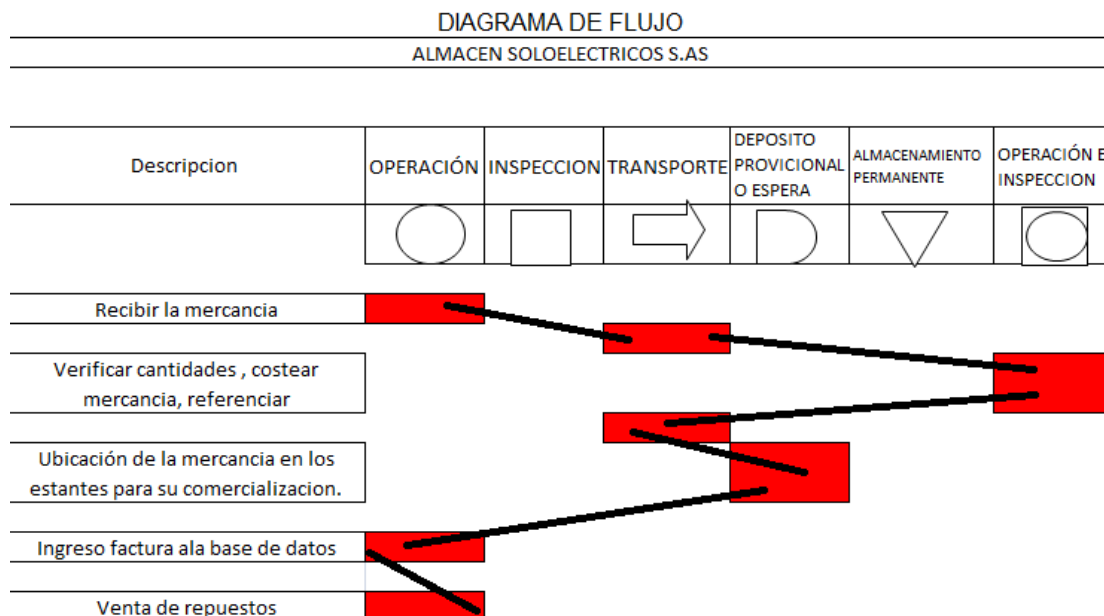 DIAGRAMA DE FLUJO
ALMACEN SOLOELECTRICOS S.AS
Descripcion
OPERACIÓN
INSPECCION
TRANSPORTE
DEPOSITO
PROVICIONAL
O ESPERA
ALMACENAMIENTO
PERMANENTE
OPERACIÓN E
INSPECCION
Recibir la mercancia
Verificar cantidades , costear
mercancia, referenciar
Ubicación de la mercancia en los
estantes para su comercializacion.
Ingreso factura ala base de datos
Venta de repuestos